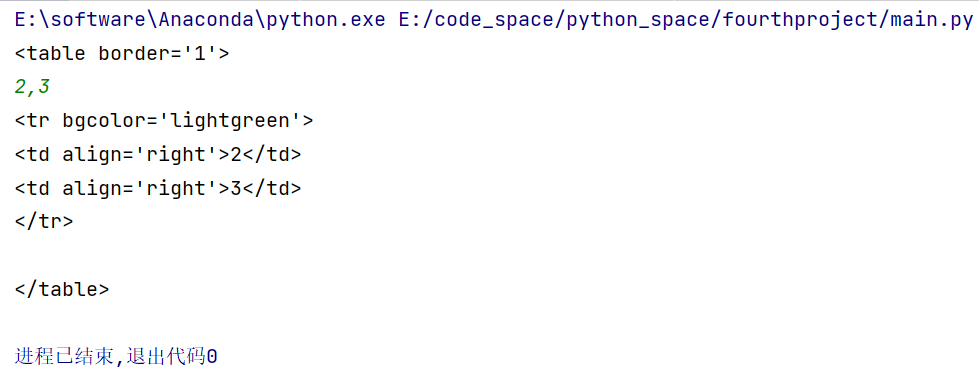 E:\software\Anaconda\python.exe E:/code_space/python_space/fourthproject/main.py
<table border='1'>
2,3
<tr bgcolor='lightgreen'>
<td align='right'>2</td>
<td align='right'>3</td>
</tr>
</table>
进程已结束,退出代码0